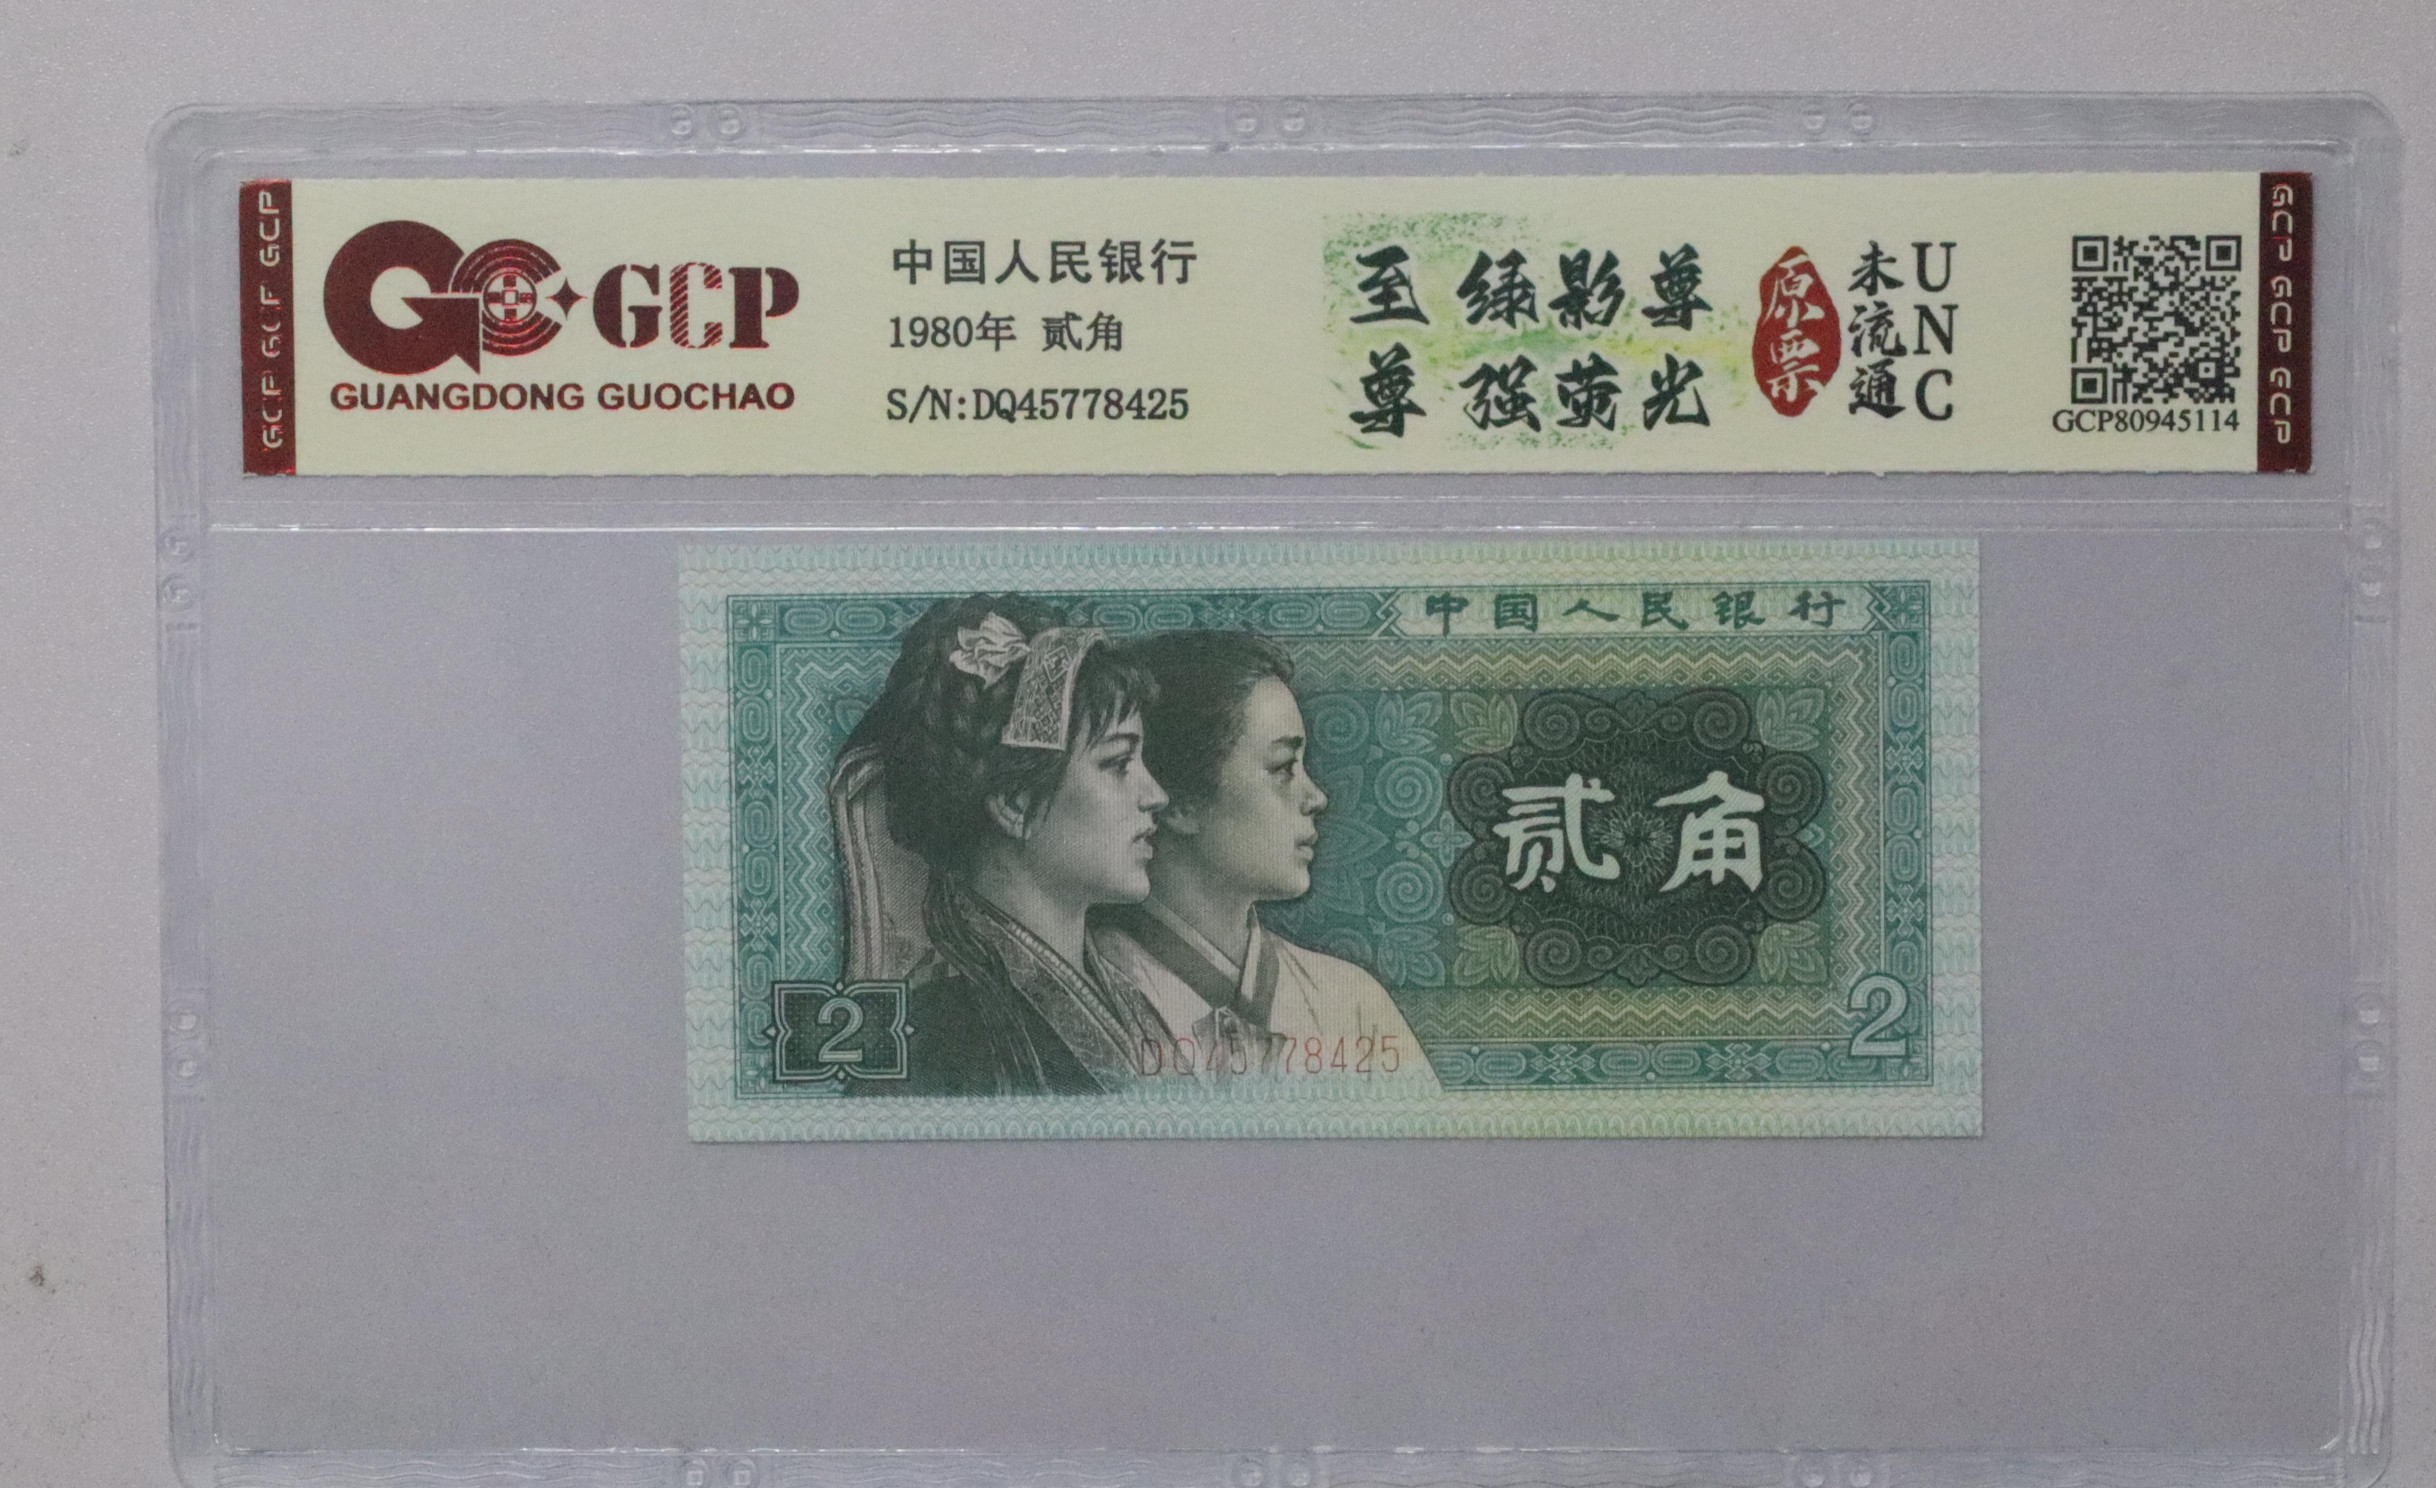 GCP GCP GCP
GCP
GUANGDONG GUOCHAO
中国人民银行
1980年 贰角
S/N:DQ45778425
至尊
绿影尊
强荧光
原票
未流通
UNC
GCP80945114
GCP GCP GCP
中国人民银行
贰角
2
DQ45778425
2